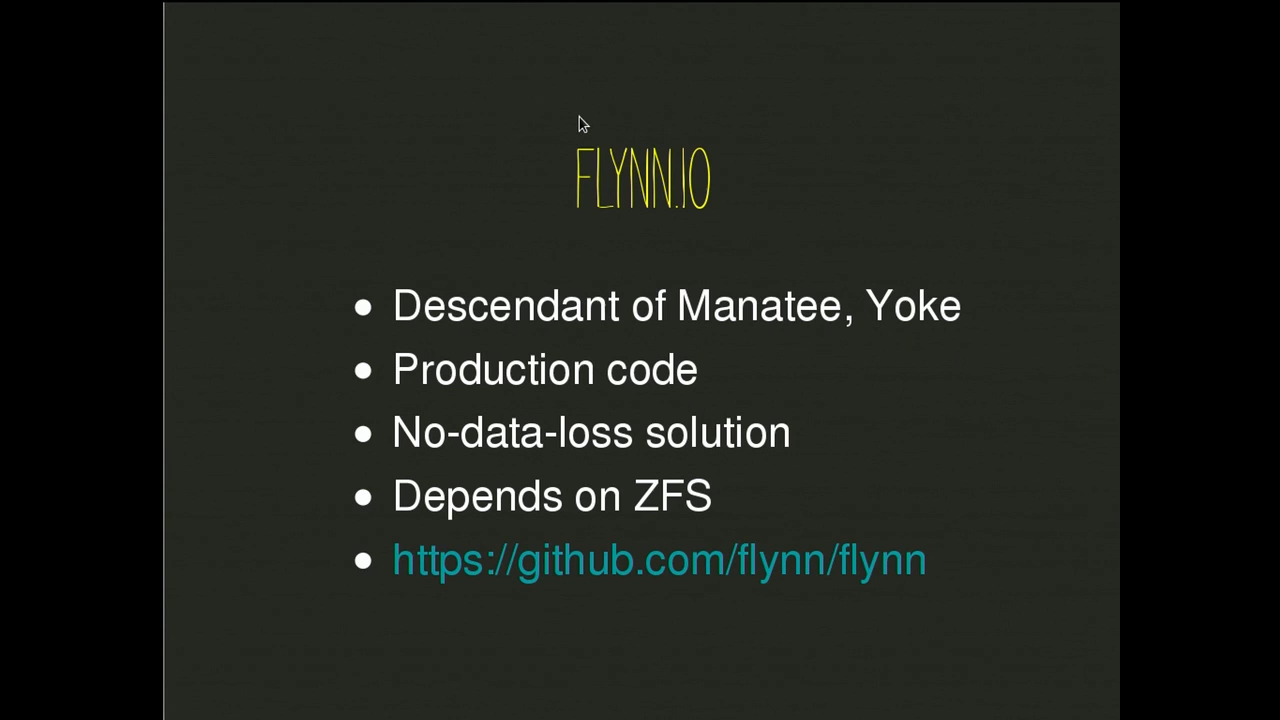 FLYNN.IO
Descendant of Manatee, Yoke
Production code
No-data-loss solution
Depends on ZFS
https://github.com/flynn/flynn